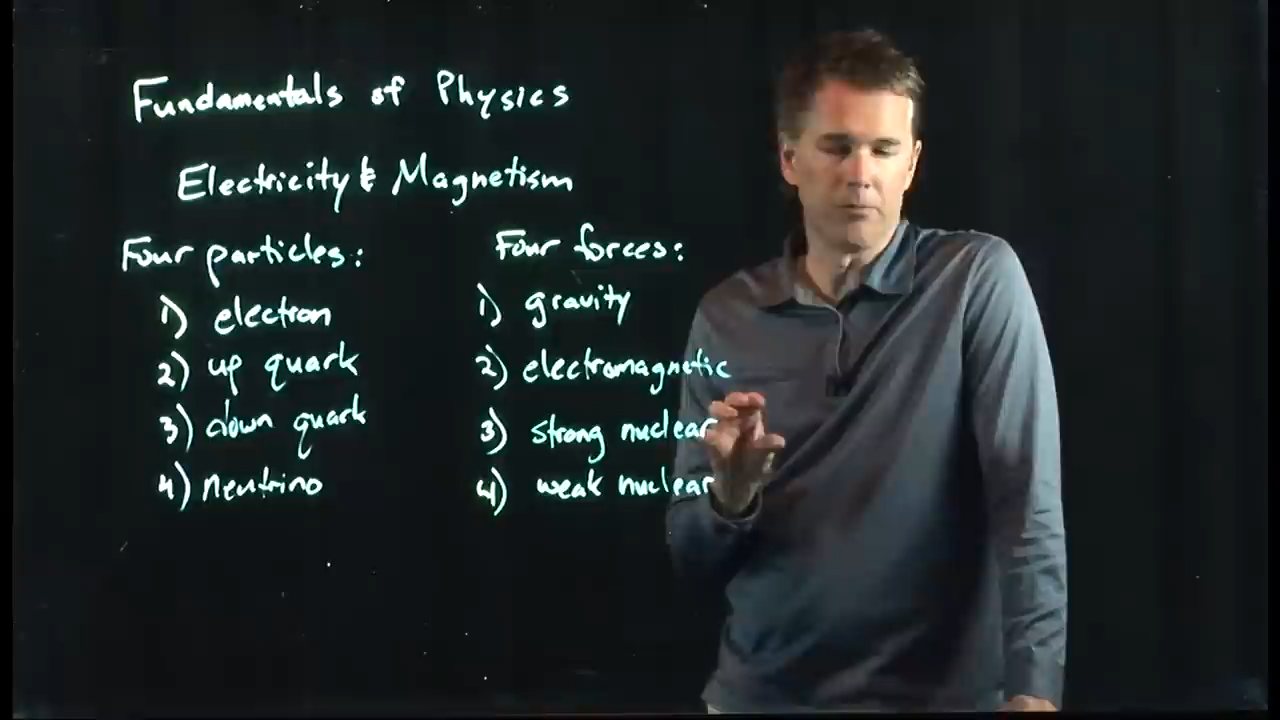 Fundamentals of Physics
Electricity & Magnetism
Four particles:
1) electron
2) up quark
3) down quark
4) neutrino
Four forces:
1) gravity
2) electromagnetic
3) strong nuclear
4) weak nuclear